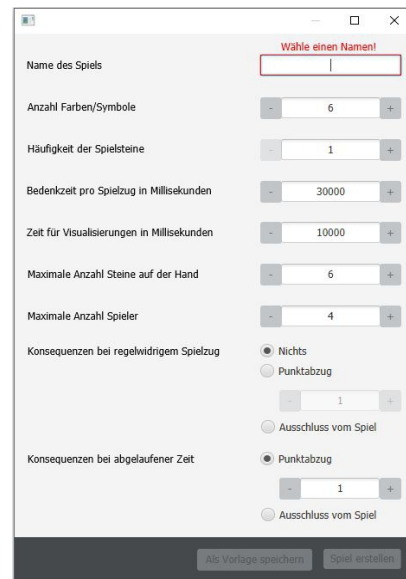 Wähle einen Namen!
Name des Spiels
Anzahl Farben/Symbole - 6 +
Häufigkeit der Spielsteine - 1 +
Bedenkzeit pro Spielzug in Millisekunden - 30000 +
Zeit für Visualisierungen in Millisekunden - 10000 +
Maximale Anzahl Steine auf der Hand - 6 +
Maximale Anzahl Spieler - 4 +
Konsequenzen bei regelwidrigem Spielzug Nichts
Punktabzug
- 1 +
Ausschluss vom Spiel
Konsequenzen bei abgelaufener Zeit Punktabzug
- 1 +
Ausschluss vom Spiel
Als Vorlage speichern Spiel erstellen